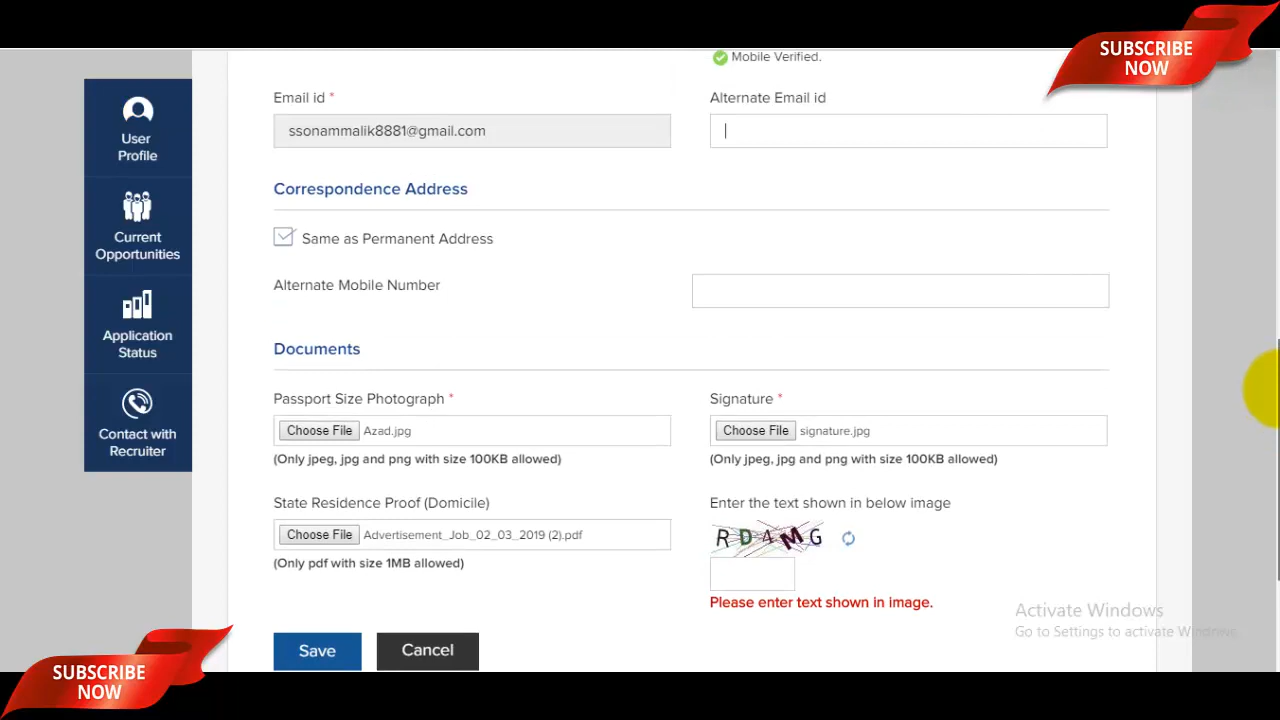 SUBSCRIBE
NOW
Mobile Verified.
Email id *
Alternate Email id
ssonammalik8881@gmail.com
User
Profile
Correspondence Address
Current
Opportunities
Same as Permanent Address
Alternate Mobile Number
Application
Status
Documents
Passport Size Photograph *
Signature *
Choose File Azad.jpg
Choose File signature.jpg
Contact with
Recruiter
(Only jpeg, jpg and png with size 100KB allowed)
(Only jpeg, jpg and png with size 100KB allowed)
State Residence Proof (Domicile)
Enter the text shown in below image
Choose File Advertisement_Job_02_03_2019 (2).pdf
RD4MG
(Only pdf with size 1MB allowed)
Please enter text shown in image.
Activate Windows
Go to Settings to activate Windows.
Save
Cancel
SUBSCRIBE
NOW